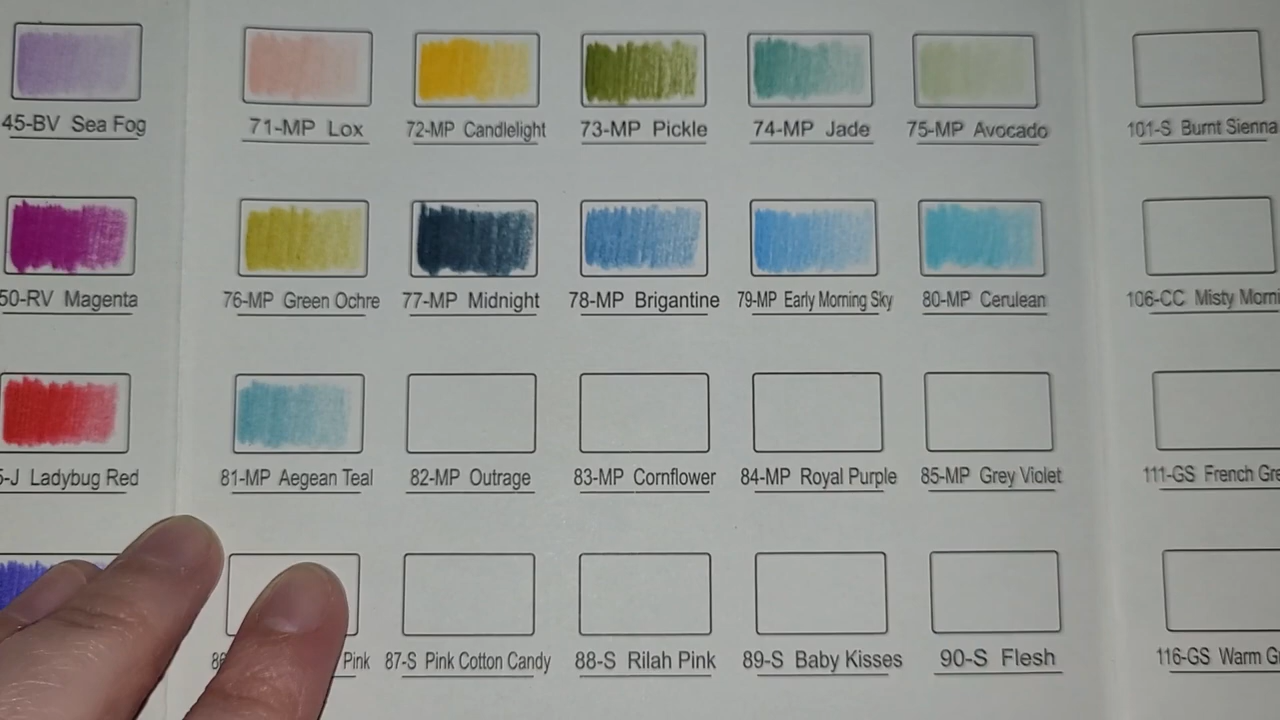 45-BV Sea Fog 71-MP Lox 72-MP Candlelight 73-MP Pickle 74-MP Jade 75-MP Avocado 101-S Burnt Sienna
50-RV Magenta 76-MP Green Ochre 77-MP Midnight 78-MP Brigantine 79-MP Early Morning Sky 80-MP Cerulean 106-CC Misty Morni
5-J Ladybug Red 81-MP Aegean Teal 82-MP Outrage 83-MP Cornflower 84-MP Royal Purple 85-MP Grey Violet 111-GS French Gre
86 Pink 87-S Pink Cotton Candy 88-S Rilah Pink 89-S Baby Kisses 90-S Flesh 116-GS Warm G